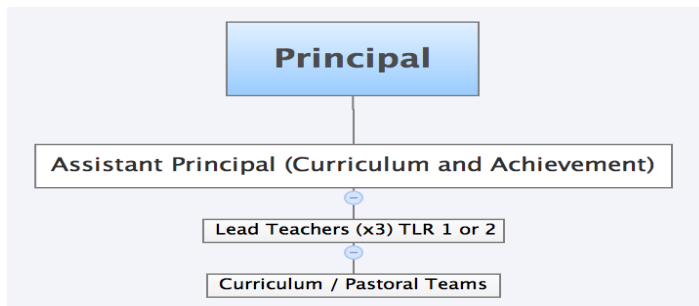 Principal
Assistant Principal (Curriculum and Achievement)
Lead Teachers (x3) TLR 1 or 2
Curriculum / Pastoral Teams